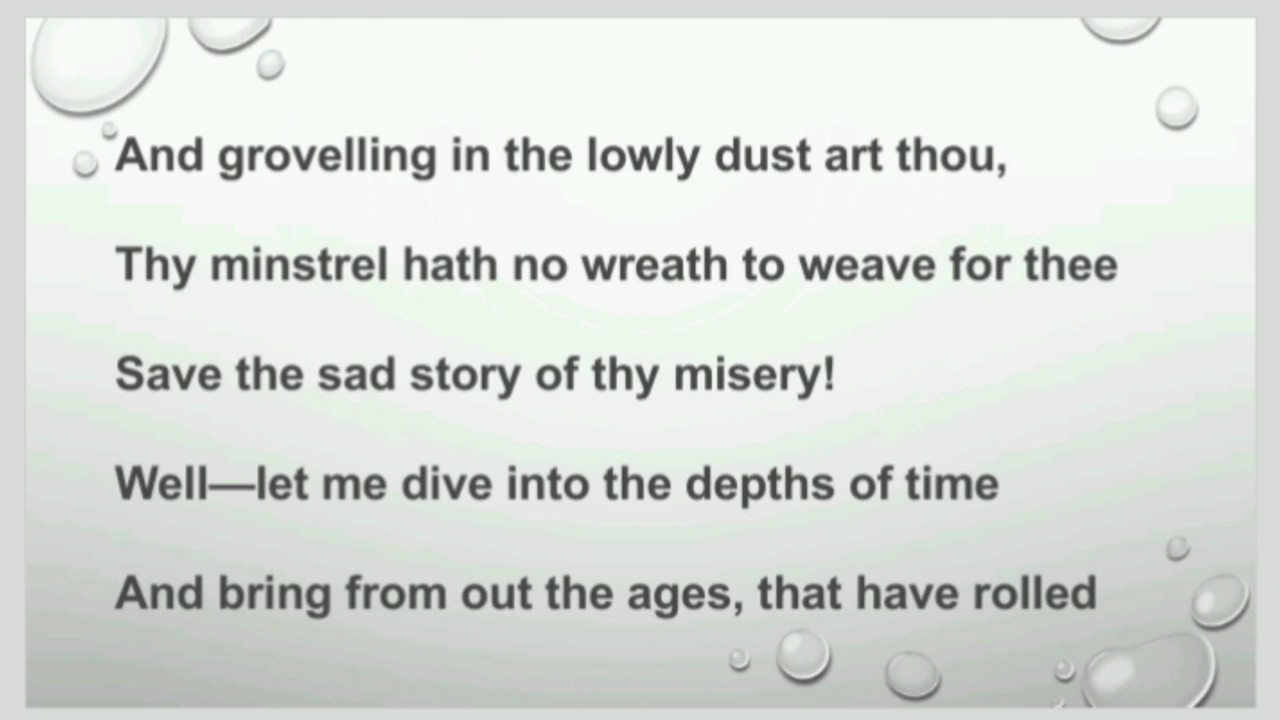 And grovelling in the lowly dust art thou,
Thy minstrel hath no wreath to weave for thee
Save the sad story of thy misery!
Well—let me dive into the depths of time
And bring from out the ages, that have rolled